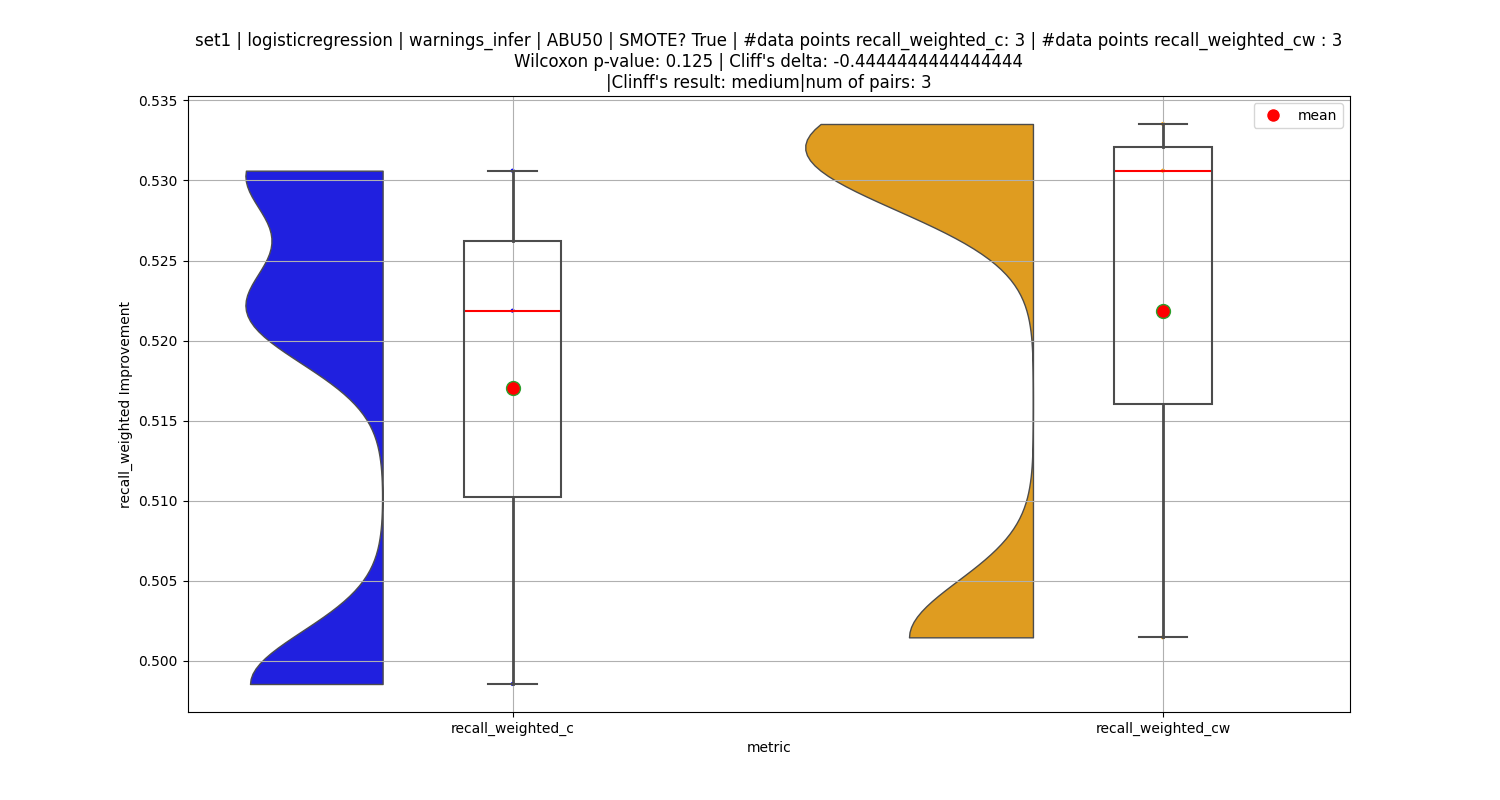 set1 | logisticregression | warnings_infer | ABU50 | SMOTE? True | #data points recall_weighted_c: 3 | #data points recall_weighted_cw : 3
Wilcoxon p-value: 0.125 | Cliff's delta: -0.4444444444444444
|Clinff's result: medium|num of pairs: 3
mean
0.535
0.530
0.525
0.520
0.515
0.510
0.505
0.500
recall_weighted Improvement
recall_weighted_c
recall_weighted_cw
metric